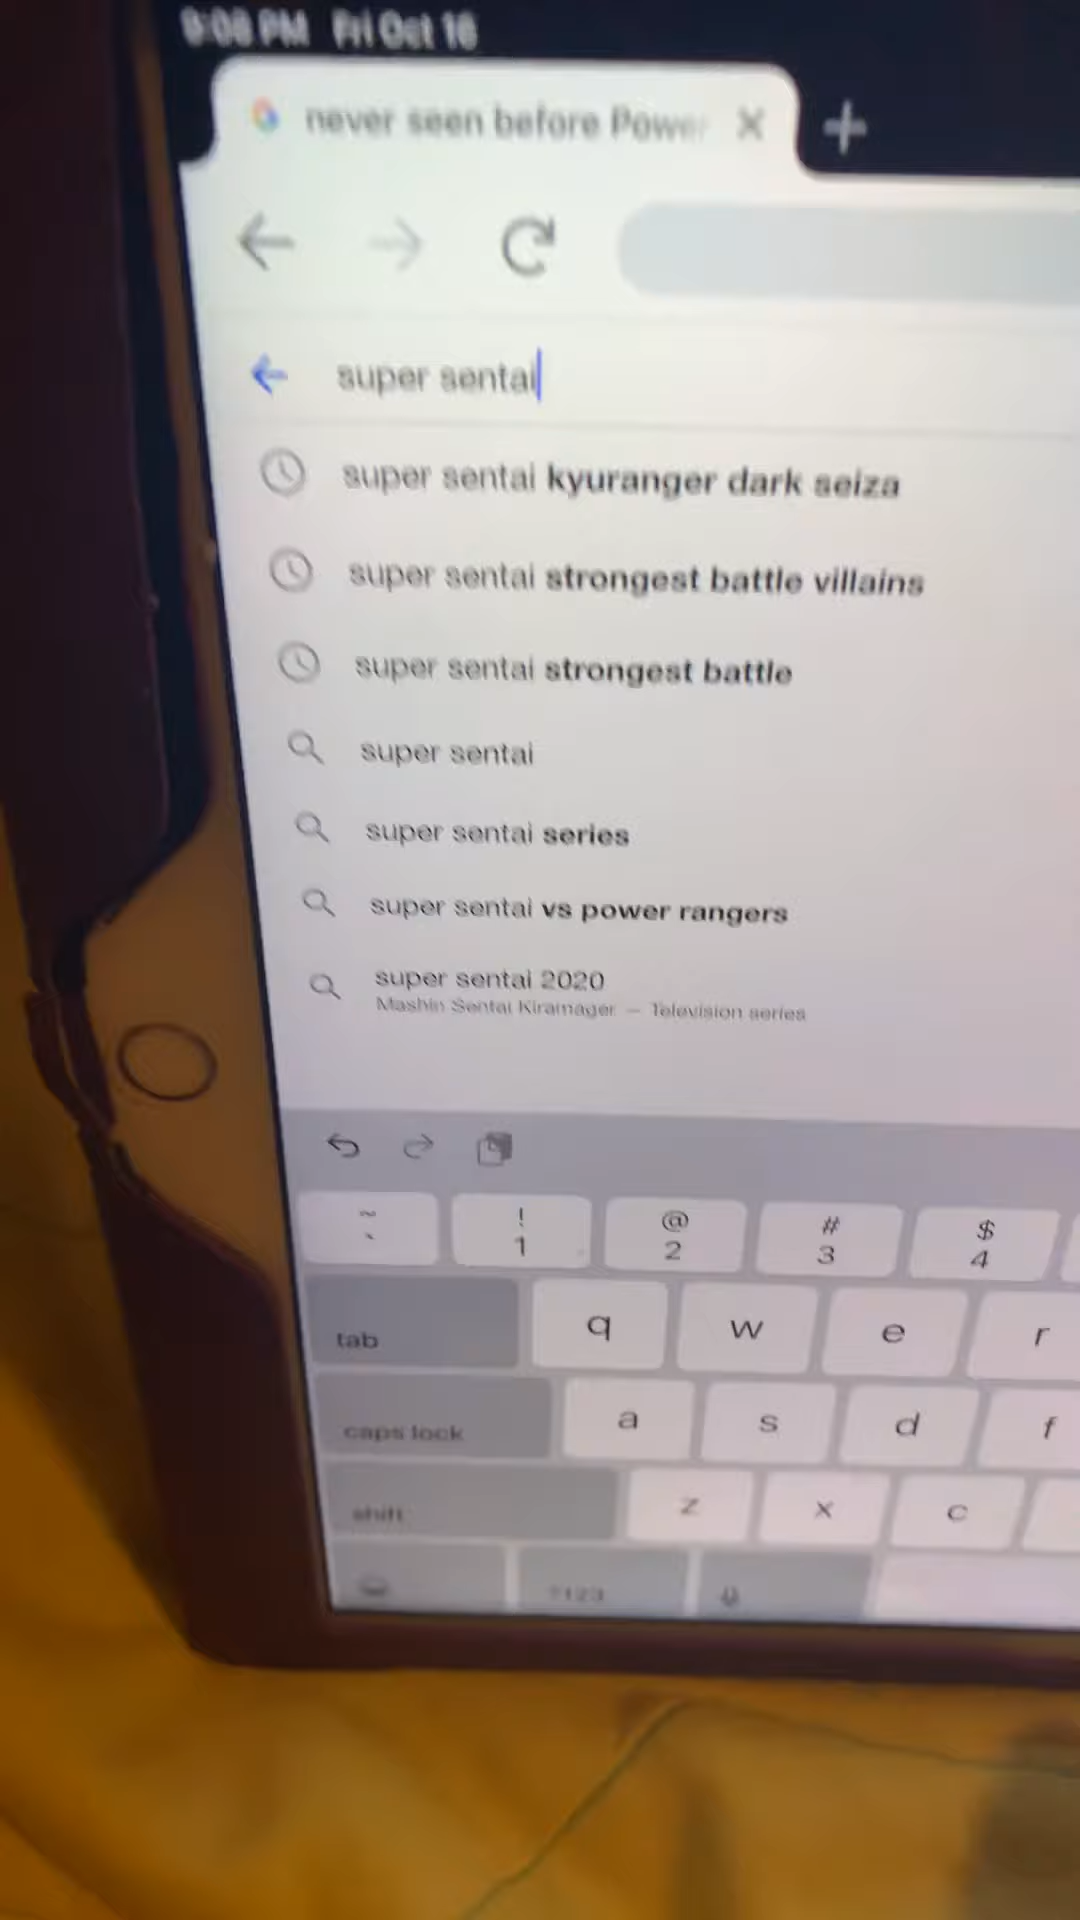 9:08 PM Fri Oct 16
never seen before Power
super sentai
super sentai kyuranger dark seiza
super sentai strongest battle villains
super sentai strongest battle
super sentai
super sentai series
super sentai vs power rangers
super sentai 2020
Mashin Sentai Kiramager — Television series
~ ! @ # $
` 1 2 3 4
tab q w e r
caps lock a s d f
shift z x c
?123